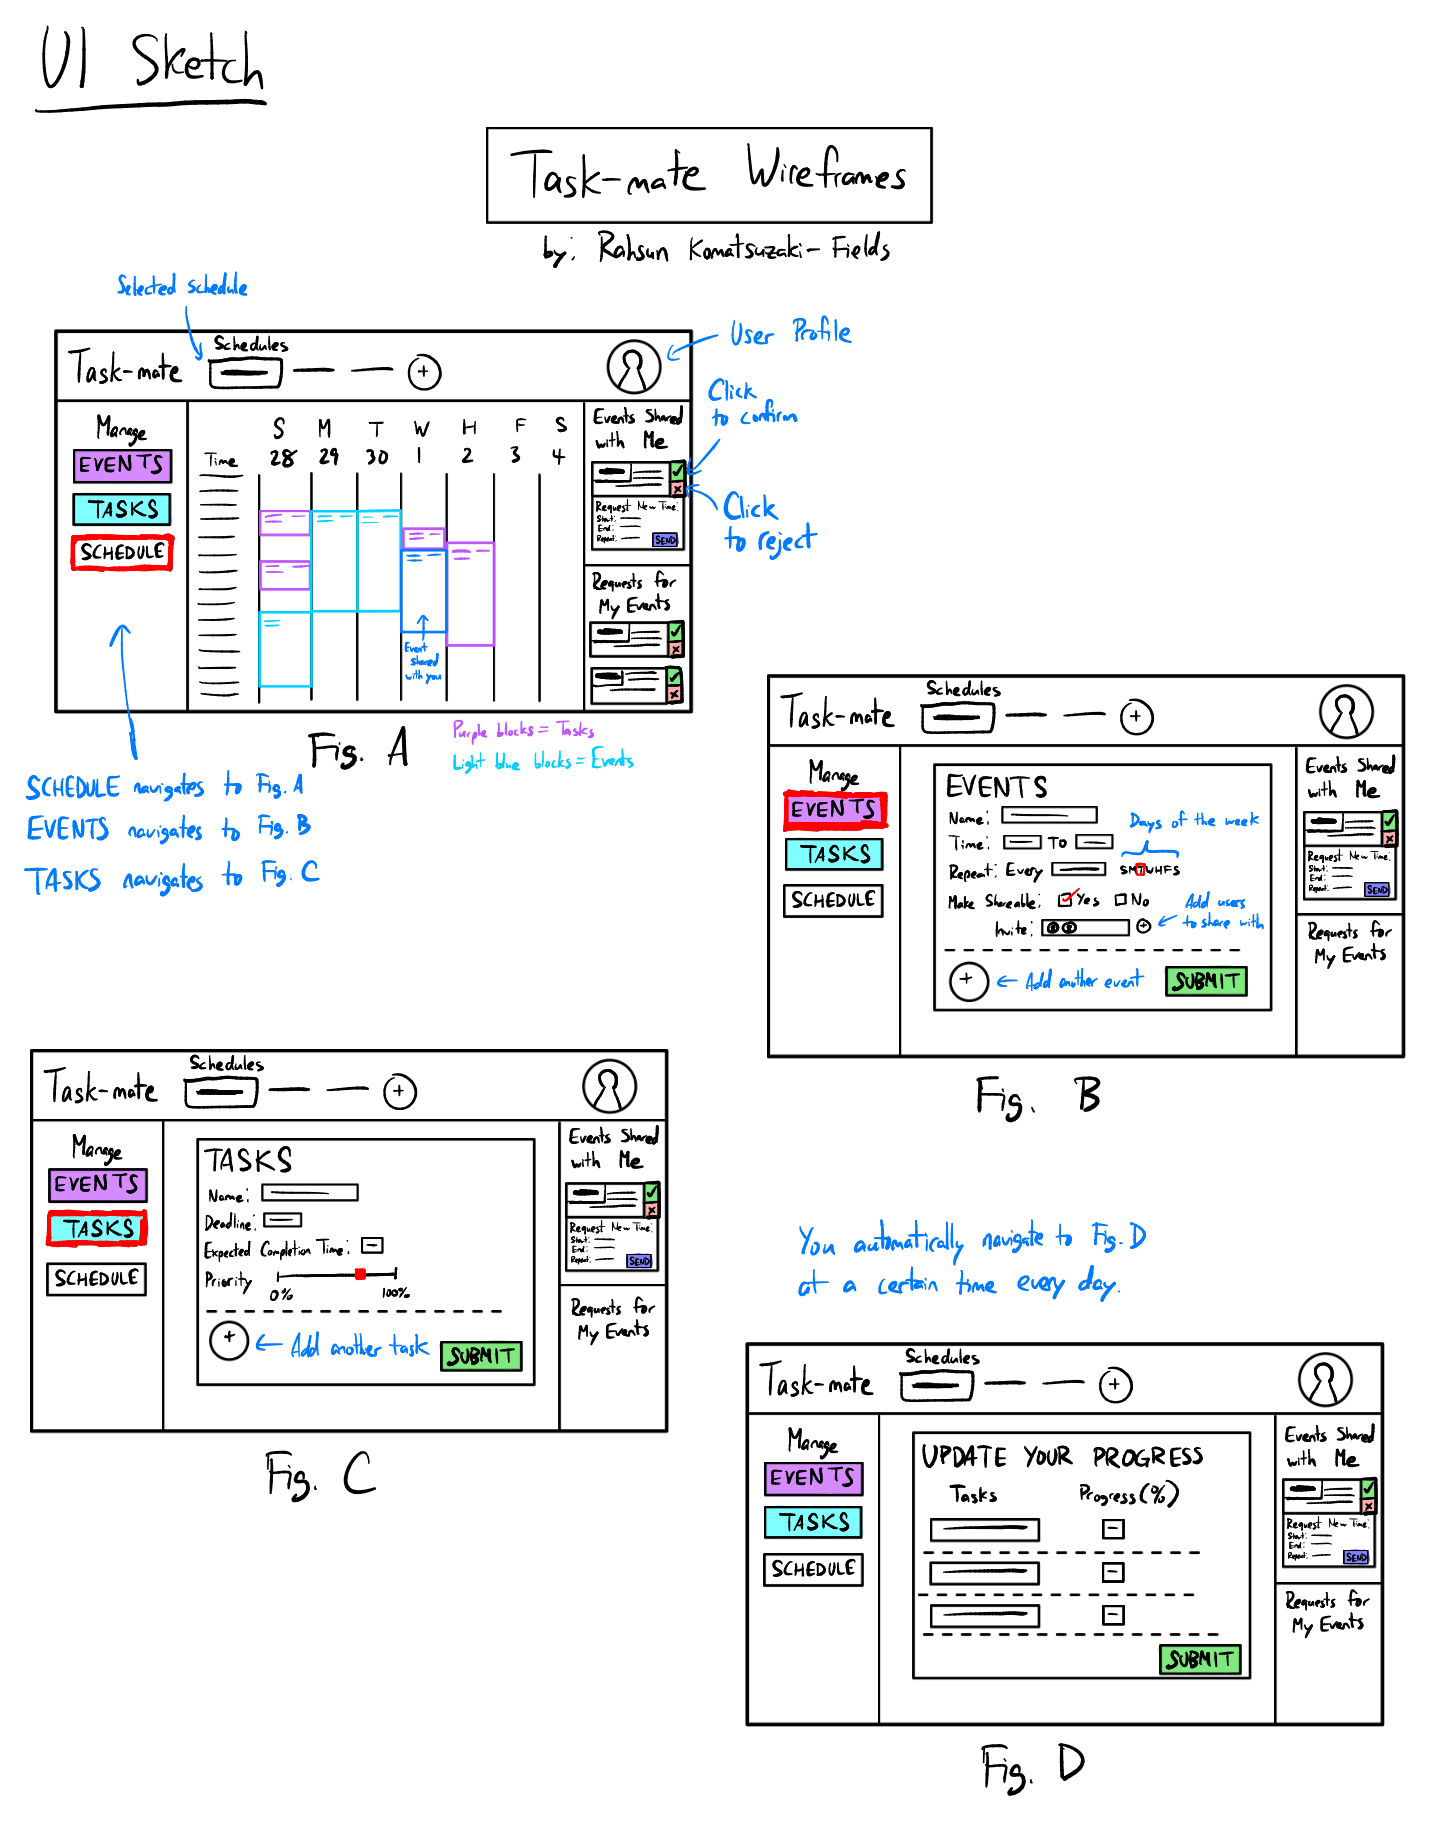 UI Sketch
Task-mate Wireframes
by: Rahsun Komatsuzaki-Fields
Selected schedule
User Profile
Schedules
Task-mate
+
Click
to confirm
Click
to reject
Manage
EVENTS
TASKS
SCHEDULE
S M T W H F S
Time 28 29 30 1 2 3 4
Event
shared
with you
Events Shared
with Me
Request New Time:
Start:
End:
Repeat:
SEND
Requests for
My Events
Fig. A
Purple blocks = Tasks
Light blue blocks = Events
SCHEDULE navigates to Fig. A
EVENTS navigates to Fig. B
TASKS navigates to Fig. C
Schedules
Task-mate
+
Manage
EVENTS
TASKS
SCHEDULE
EVENTS
Name:
Time: TO
Days of the week
Repeat: Every SMTWHFS
Make Shareable: Yes No
Invite: +
Add users
to share with
+ Add another event SUBMIT
Events Shared
with Me
Request New Time:
Start:
End:
Repeat:
SEND
Requests for
My Events
Fig. B
Schedules
Task-mate
+
Manage
EVENTS
TASKS
SCHEDULE
TASKS
Name:
Deadline:
Expected Completion Time:
Priority
0% 100%
+ Add another task SUBMIT
Events Shared
with Me
Request New Time:
Start:
End:
Repeat:
SEND
Requests for
My Events
Fig. C
You automatically navigate to Fig. D
at a certain time every day.
Schedules
Task-mate
+
Manage
EVENTS
TASKS
SCHEDULE
UPDATE YOUR PROGRESS
Tasks Progress (%)
SUBMIT
Events Shared
with Me
Request New Time:
Start:
End:
Repeat:
SEND
Requests for
My Events
Fig. D